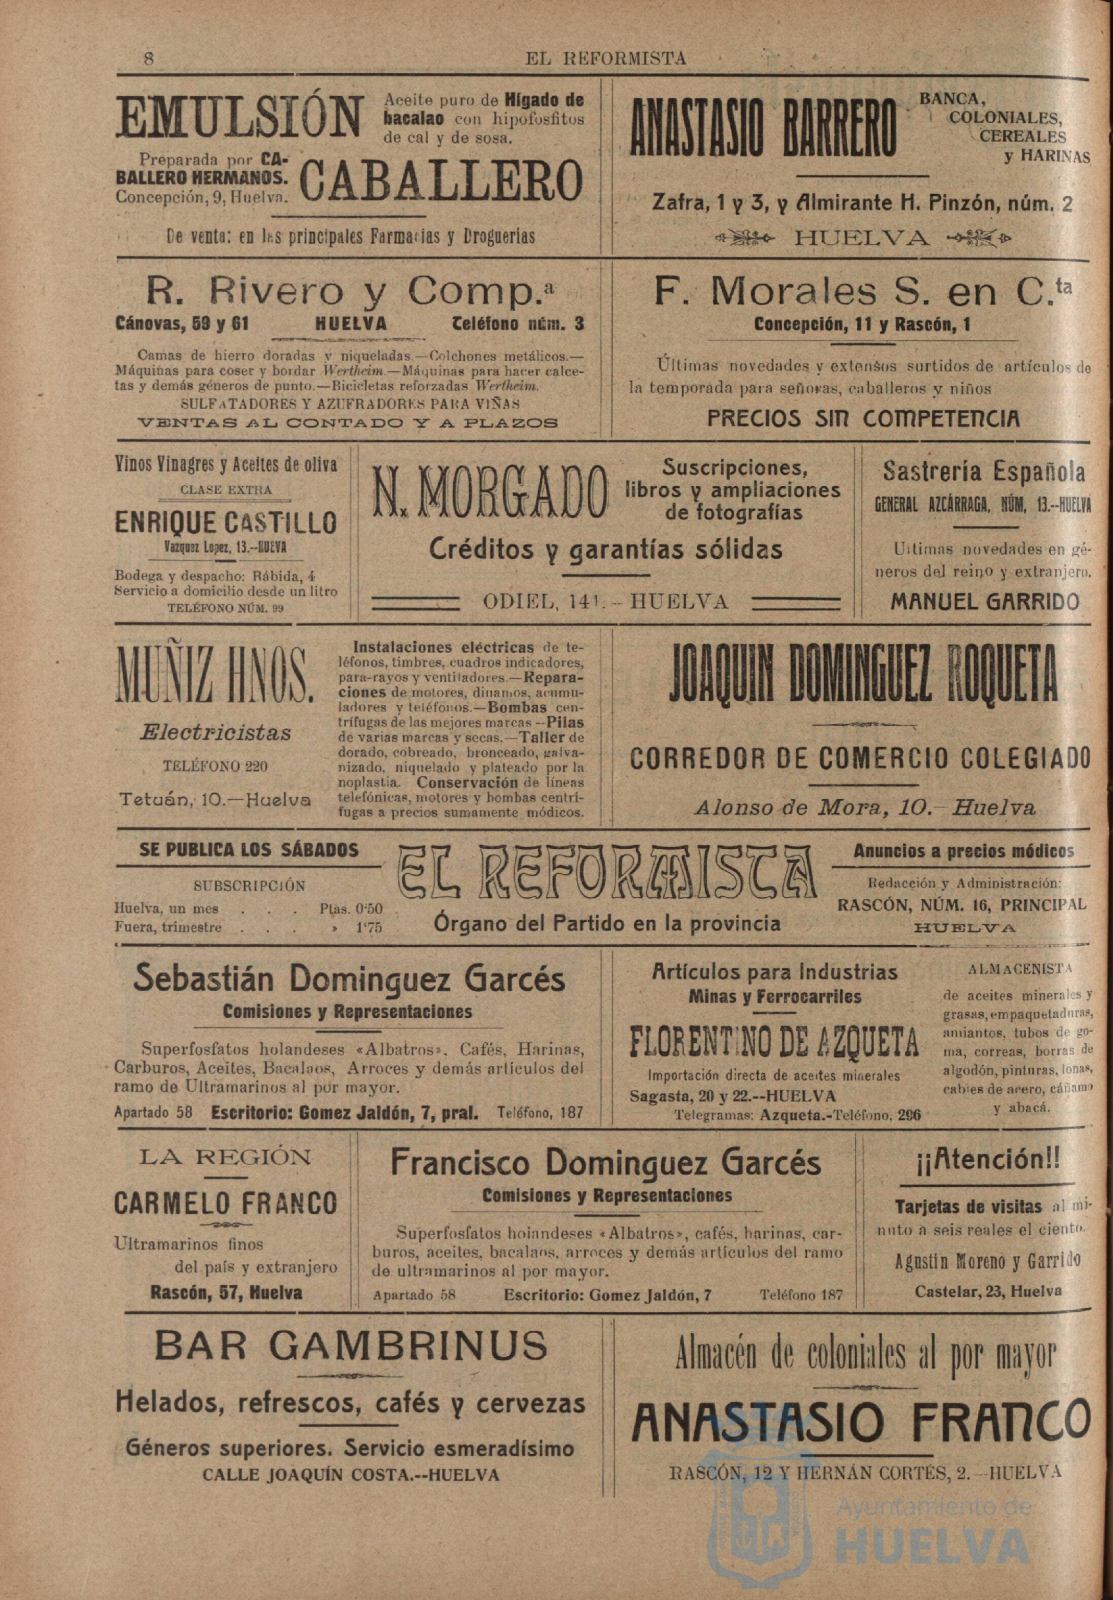 8
EL REFORMISTA
EMULSIÓN
Aceite puro de Hígado de
bacalao con hipofosfitos
de cal y de sosa.
Preparada por CA-
BALLERO HERMANOS.
Concepción, 9, Huelva.
CABALLERO
De venta: en las principales Farmacias y Droguerias
ANASTASIO BARRERO
BANCA,
COLONIALES,
CEREALES
y HARINAS
Zafra, 1 y 3, y Almirante H. Pinzón, núm. 2
HUELVA
R. Rivero y Comp.ª
Cánovas, 59 y 61 HUELVA Teléfono núm. 3
Camas de hierro doradas y niqueladas.—Colchones metálicos.—
Máquinas para coser y bordar Wertheim.—Máquinas para hacer calce-
tas y demás géneros de punto.—Bicicletas reforzadas Wertheim.
SULFATADORES Y AZUFRADORES PARA VIÑAS
VENTAS AL CONTADO Y A PLAZOS
F. Morales S. en C.ta
Concepción, 11 y Rascón, 1
Últimas novedades y extensos surtidos de artículos de
la temporada para señoras, caballeros y niños
PRECIOS SIN COMPETENCIA
Vinos Vinagres y Aceites de oliva
CLASE EXTRA
ENRIQUE CASTILLO
Vazquez Lopez, 13.--HUEVA
Bodega y despacho: Rábida, 4
Servicio a domicilio desde un litro
TELÉFONO NÚM. 99
N. MORGADO
Suscripciones,
libros y ampliaciones
de fotografías
Créditos y garantías sólidas
ODIEL, 141.—HUELVA
Sastrería Española
GENERAL AZCÁRRAGA, NÚM, 13.--HUELVA
Ultimas novedades en gé-
neros del reino y extranjero.
MANUEL GARRIDO
MUÑIZ HNOS.
Electricistas
TELÉFONO 220
Tetuán, 10.—Huelva
Instalaciones eléctricas de te-
léfonos, timbres, cuadros indicadores,
para-rayos y ventiladores.—Repara-
ciones de motores, dinamos, acumu-
ladores y teléfonos.—Bombas cen-
trífugas de las mejores marcas—Pilas
de varias marcas y secas.—Taller de
dorado, cobreado, bronceado, galva-
nizado, niquelado y plateado por la
noplastia. Conservación de líneas
telefónicas, motores y bombas centrí-
fugas a precios sumamente módicos.
JOAQUIN DOMINGUEZ ROQUETA
CORREDOR DE COMERCIO COLEGIADO
Alonso de Mora, 10.—Huelva
SE PUBLICA LOS SÁBADOS
SUBSCRIPCIÓN
Huelva, un mes . . . Ptas. 0'50
Fuera, trimestre . . . » 1'75
EL REFORMISTA
Órgano del Partido en la provincia
Anuncios a precios módicos
Redacción y Administración:
RASCÓN, NÚM. 16, PRINCIPAL
HUELVA
Sebastián Dominguez Garcés
Comisiones y Representaciones
Superfosfatos holandeses «Albatros». Cafés, Harinas,
Carburos, Aceites, Bacalaos, Arroces y demás artículos del
ramo de Ultramarinos al por mayor.
Apartado 58 Escritorio: Gomez Jaldón, 7, pral. Teléfono, 187
Artículos para Industrias
Minas y Ferrocarriles
FLORENTINO DE AZQUETA
Importación directa de aceites minerales
Sagasta, 20 y 22.--HUELVA
Telegramas: Azqueta.-Teléfono, 296
ALMACENISTA
de aceites minerales y
grasas, empaquetaduras,
amiantos, tubos de go-
ma, correas, borras de
algodón, pinturas, lonas,
cables de acero, cáñamo
y abacá.
LA REGIÓN
CARMELO FRANCO
Ultramarinos finos
del país y extranjero
Rascón, 57, Huelva
Francisco Dominguez Garcés
Comisiones y Representaciones
Superfosfatos hoiandeses «Albatros», cafés, harinas, car-
buros, aceites, bacalaos, arroces y demás artículos del ramo
de ultramarinos al por mayor.
Apartado 58 Escritorio: Gomez Jaldón, 7 Teléfono 187
¡¡Atención!!
Tarjetas de visitas al mi-
nuto a seis reales el ciento.
Agustin Moreno y Garrido
Castelar, 23, Huelva
BAR GAMBRINUS
Helados, refrescos, cafés y cervezas
Géneros superiores. Servicio esmeradísimo
CALLE JOAQUÍN COSTA.--HUELVA
Almacén de coloniales al por mayor
ANASTASIO FRANCO
RASCÓN, 12 Y HERNÁN CORTÉS, 2.—HUELVA
Ayuntamiento de
HUELVA